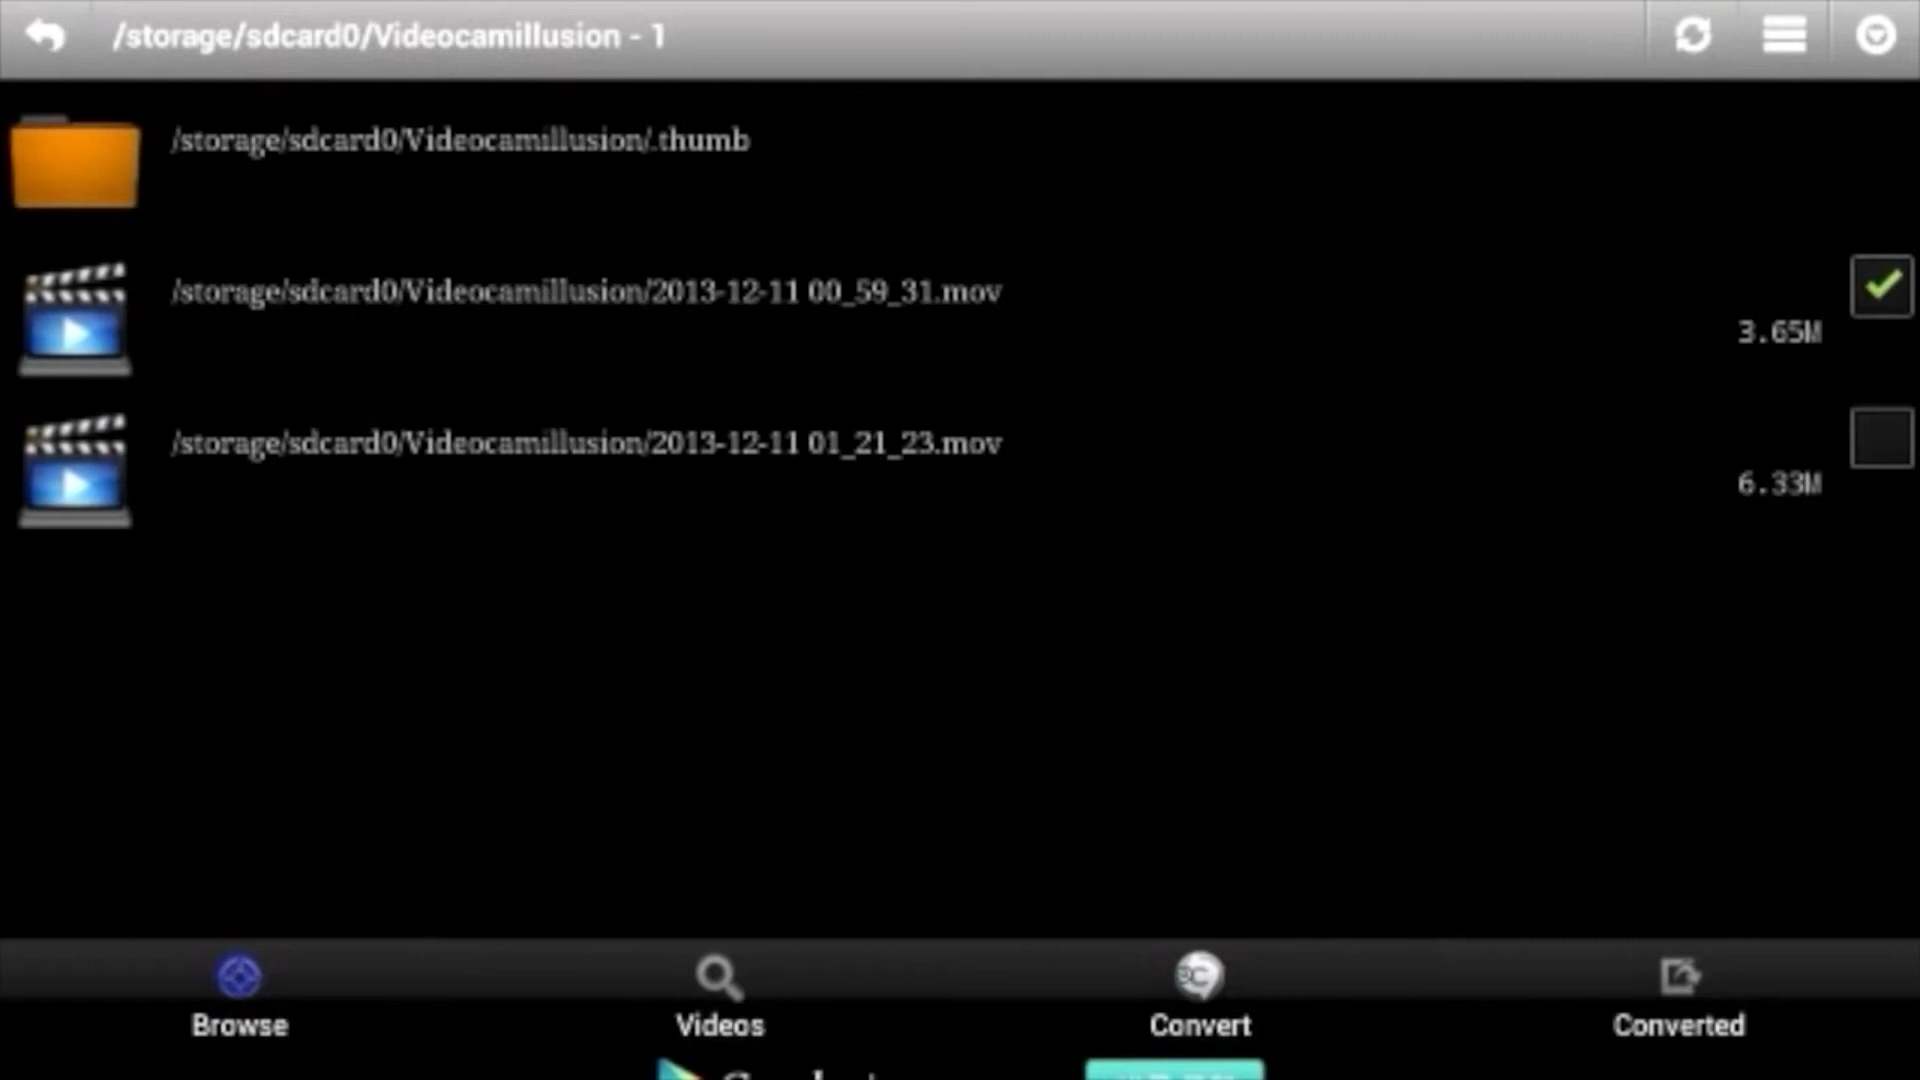 /storage/sdcard0/Videocamillusion - 1
/storage/sdcard0/Videocamillusion/.thumb
/storage/sdcard0/Videocamillusion/2013-12-11 00_59_31.mov
3.65M
/storage/sdcard0/Videocamillusion/2013-12-11 01_21_23.mov
6.33M
Browse
Videos
Convert
Converted